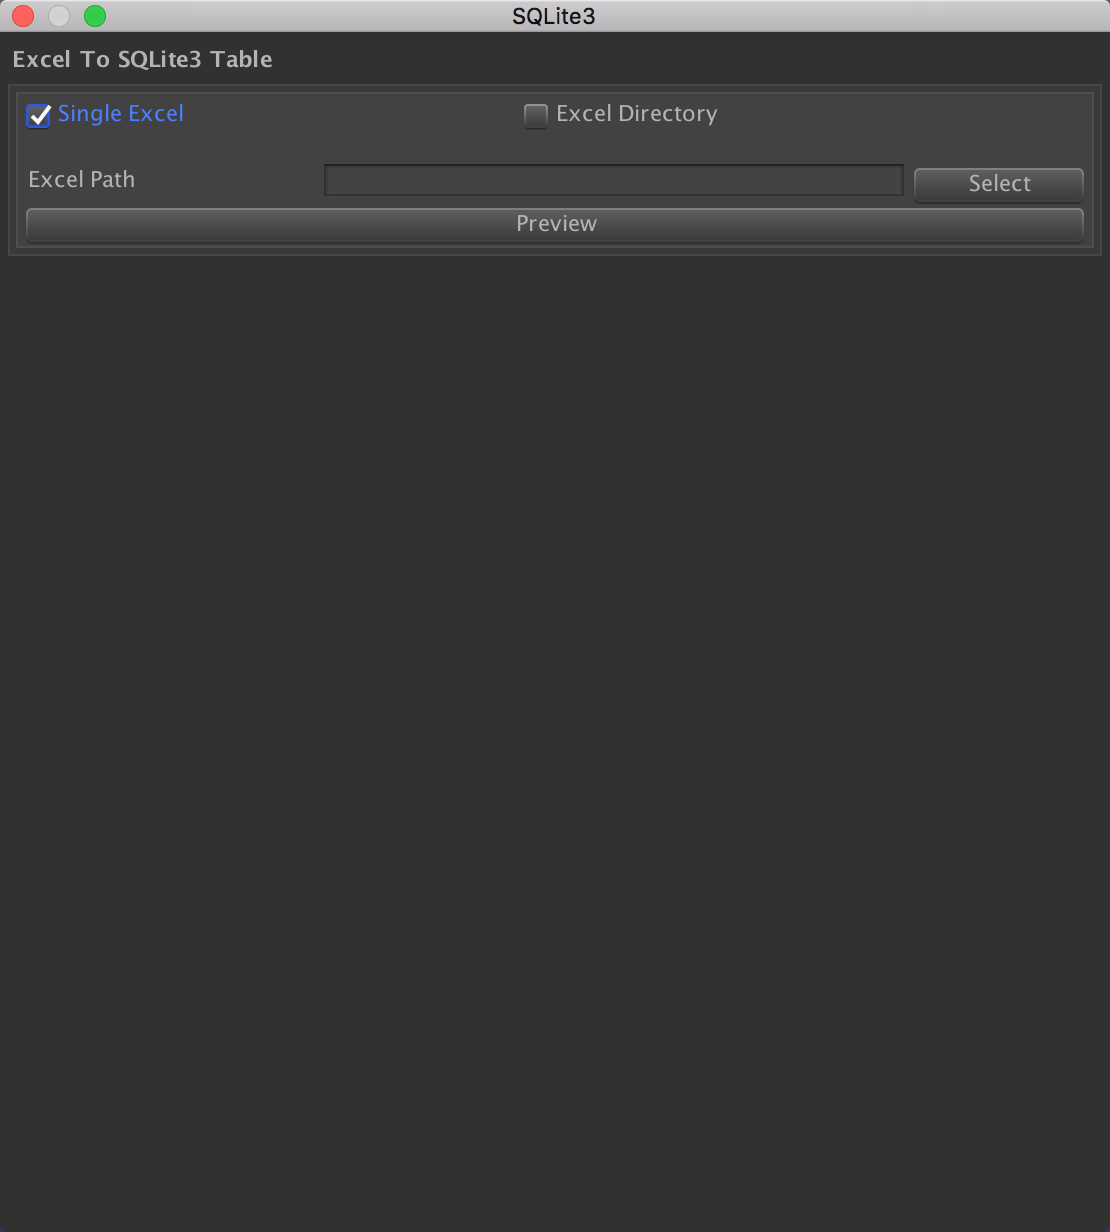 SQLite3
Excel To SQLite3 Table
Single Excel Excel Directory
Excel Path Select
Preview